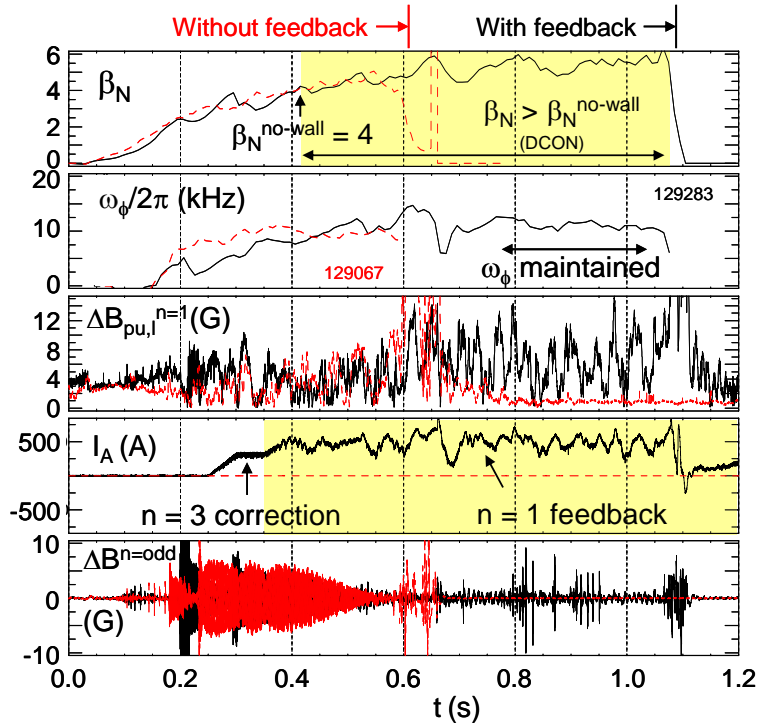 Without feedback
With feedback
6
4
2
0
β_N
β_N^no-wall = 4
β_N > β_N^no-wall
(DCON)
20
10
0
ω_ϕ/2π (kHz)
129283
129067
ω_ϕ maintained
12
8
4
0
ΔB_pu,l^n=1 (G)
500
0
-500
I_A (A)
n = 3 correction
n = 1 feedback
10
0
-10
ΔB^n=odd
(G)
0.0 0.2 0.4 0.6 0.8 1.0 1.2
t (s)